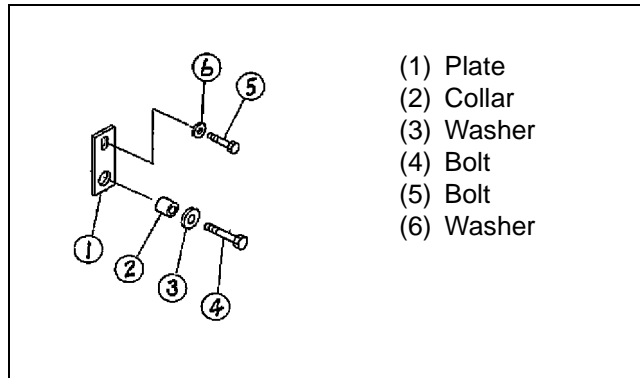 (1) Plate
(2) Collar
(3) Washer
(4) Bolt
(5) Bolt
(6) Washer
6
5
1
2
3
4